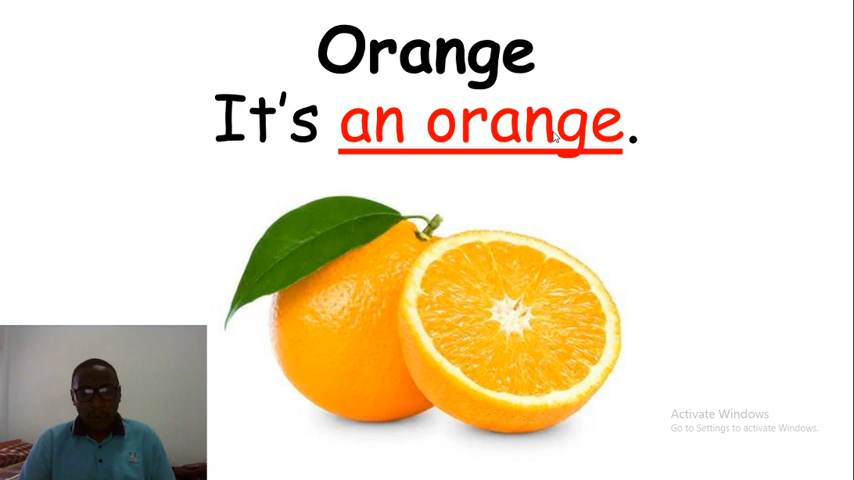 Orange
It's an orange.
Activate Windows
Go to Settings to activate Windows.